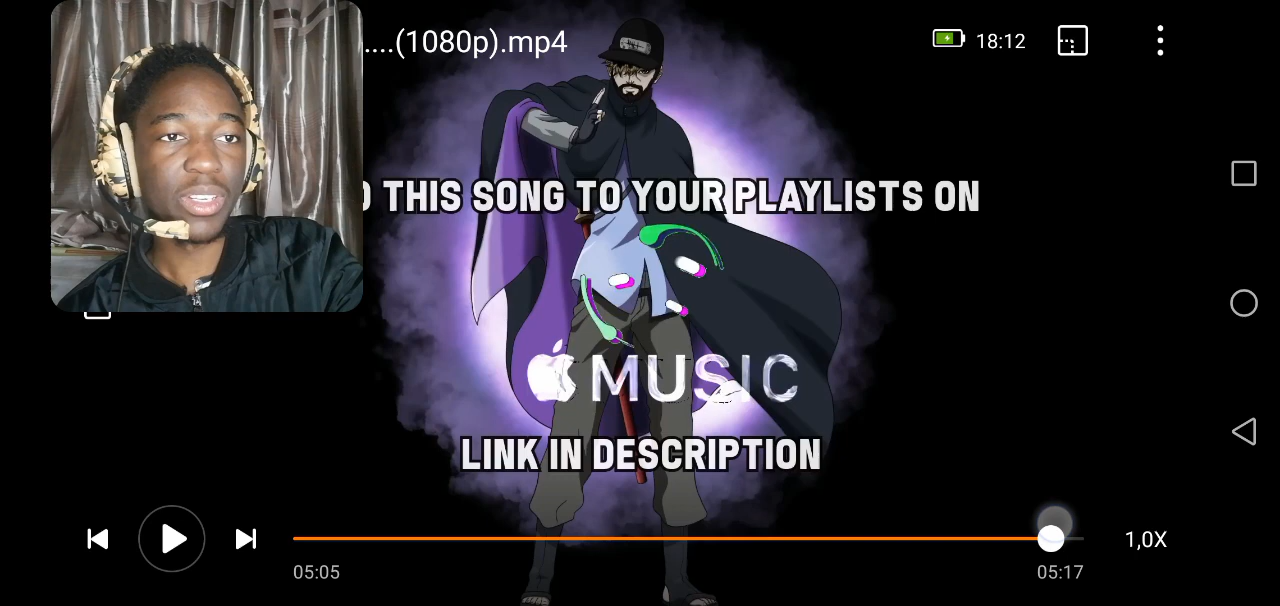 ....(1080p).mp4
18:12
THIS SONG TO YOUR PLAYLISTS ON
MUSIC
LINK IN DESCRIPTION
1,0X
05:05
05:17